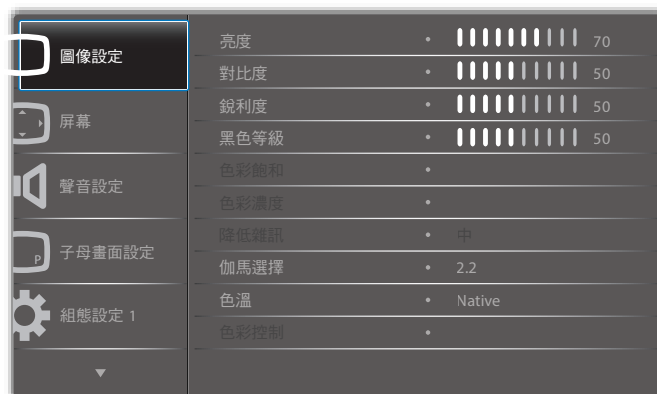 圖像設定
屏幕
聲音設定
P
子母畫面設定
組態設定 1
亮度 • 70
對比度 • 50
銳利度 • 50
黑色等級 • 50
色彩飽和 •
色彩濃度 •
降低雜訊 • 中
伽馬選擇 • 2.2
色溫 • Native
色彩控制 •